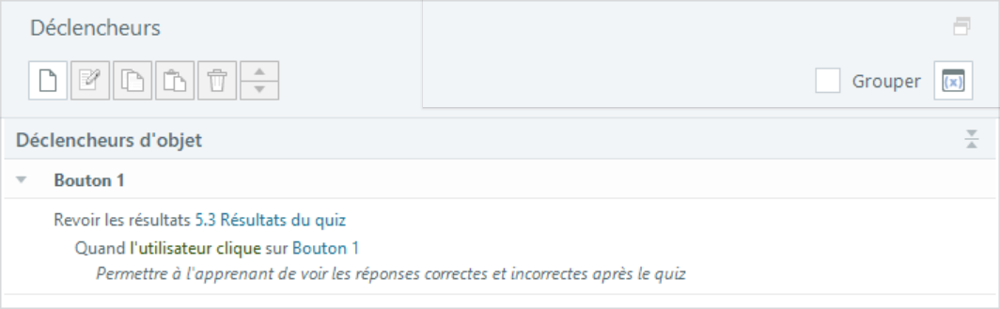 Déclencheurs
Grouper
(x)
Déclencheurs d'objet
Bouton 1
Revoir les résultats 5.3 Résultats du quiz
Quand l'utilisateur clique sur Bouton 1
Permettre à l'apprenant de voir les réponses correctes et incorrectes après le quiz